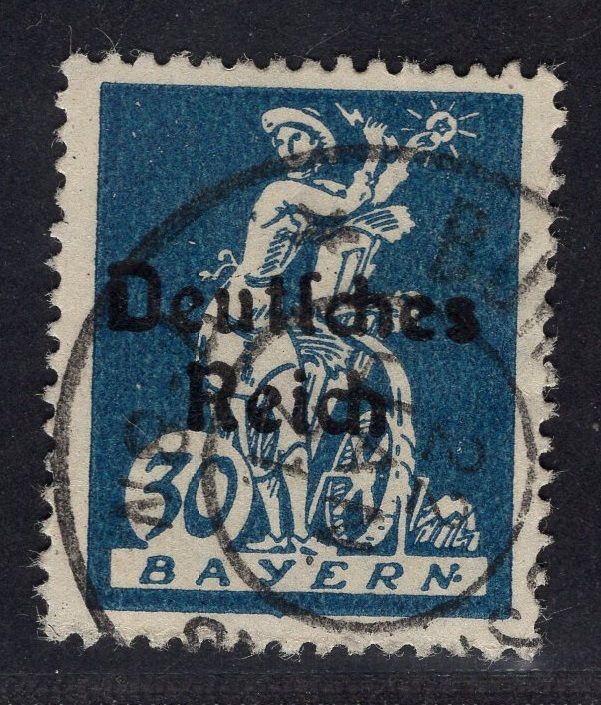 Deutsches
Reich
30
BAYERN